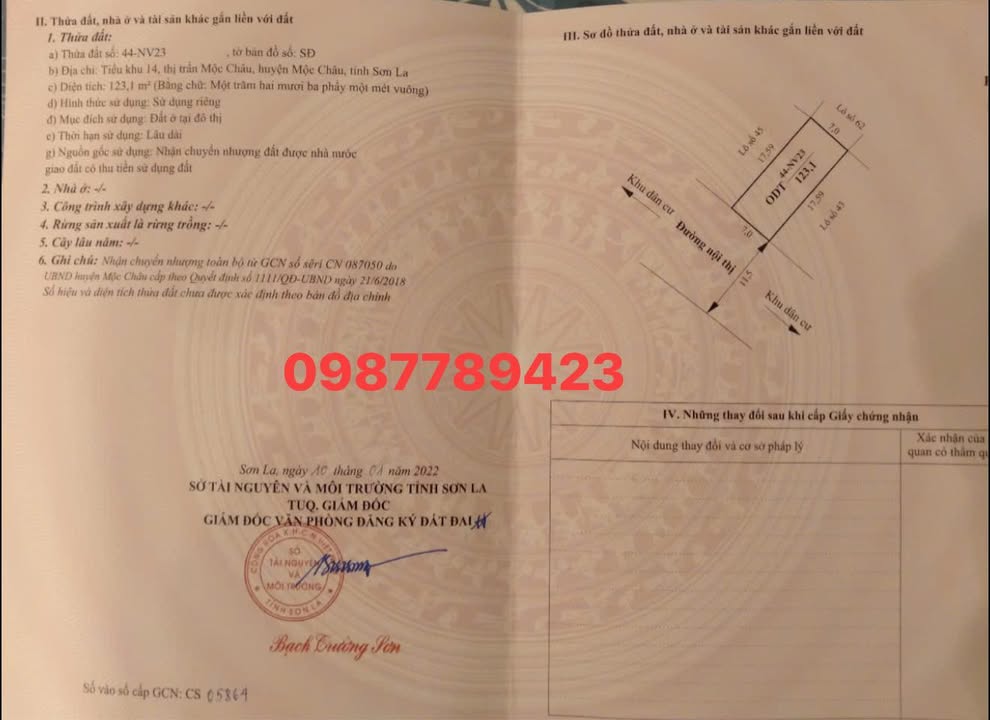 II. Thửa đất, nhà ở và tài sản khác gắn liền với đất
1. Thửa đất:
a) Thửa đất số: 44-NV23 , tờ bản đồ số: SĐ
b) Địa chỉ: Tiểu khu 14, thị trấn Mộc Châu, huyện Mộc Châu, tỉnh Sơn La
c) Diện tích: 123,1 m² (Bằng chữ: Một trăm hai mươi ba phẩy một mét vuông)
d) Hình thức sử dụng: Sử dụng riêng
đ) Mục đích sử dụng: Đất ở tại đô thị
e) Thời hạn sử dụng: Lâu dài
g) Nguồn gốc sử dụng: Nhận chuyển nhượng đất được nhà nước
giao đất có thu tiền sử dụng đất
2. Nhà ở: -/-
3. Công trình xây dựng khác: -/-
4. Rừng sản xuất là rừng trồng: -/-
5. Cây lâu năm: -/-
6. Ghi chú: Nhận chuyển nhượng toàn bộ từ GCN số sêri CN 087050 do
UBND huyện Mộc Châu cấp theo Quyết định số 1111/QĐ-UBND ngày 21/6/2018
Số hiệu và diện tích thửa đất chưa được xác định theo bản đồ địa chính
0987789423
Sơn La, ngày 10 tháng 01 năm 2022
SỞ TÀI NGUYÊN VÀ MÔI TRƯỜNG TỈNH SƠN LA
TUQ. GIÁM ĐỐC
GIÁM ĐỐC VĂN PHÒNG ĐĂNG KÝ ĐẤT ĐAI
CỘNG HÒA X.H.C.N
SỞ
TÀI NGUYÊN
VÀ
MÔI TRƯỜNG
TỈNH SƠN LA
Bạch Trường Sơn
Số vào sổ cấp GCN: CS 05864
III. Sơ đồ thửa đất, nhà ở và tài sản khác gắn liền với đất
Lô số 62
7,0
Lô số 45
17,59
44-NV23
ODT
123,1
17,59
Lô số 43
7,0
Khu dân cư
Đường nội thị
11,5
Khu dân cư
IV. Những thay đổi sau khi cấp Giấy chứng nhận
Nội dung thay đổi và cơ sở pháp lý
Xác nhận của
quan có thẩm